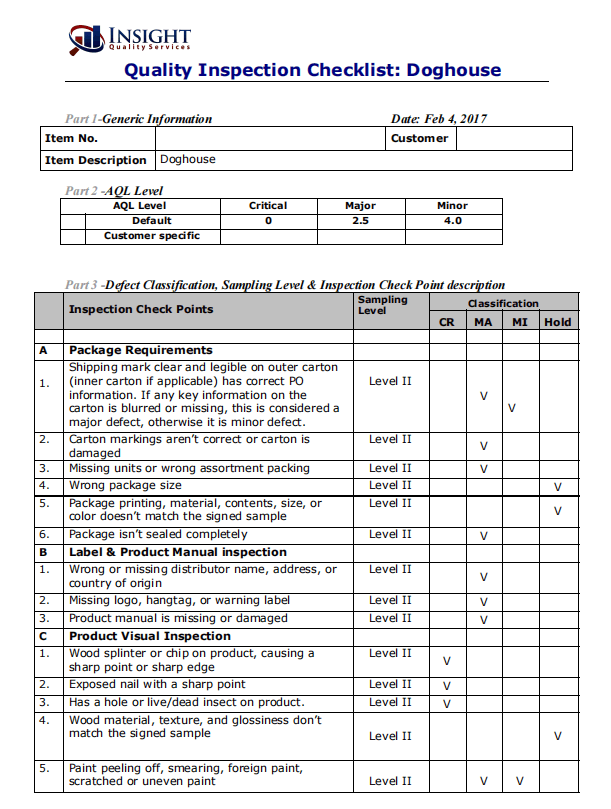 INSIGHT
Quality Services
Quality Inspection Checklist: Doghouse
Part 1-Generic Information Date: Feb 4, 2017
Item No. Customer
Item Description Doghouse
Part 2 -AQL Level
AQL Level Critical Major Minor
Default 0 2.5 4.0
Customer specific
Part 3 -Defect Classification, Sampling Level & Inspection Check Point description
Inspection Check Points Sampling Level Classification
CR MA MI Hold
A Package Requirements
1. Shipping mark clear and legible on outer carton Level II V V
(inner carton if applicable) has correct PO
information. If any key information on the
carton is blurred or missing, this is considered a
major defect, otherwise it is minor defect.
2. Carton markings aren't correct or carton is Level II V
damaged
3. Missing units or wrong assortment packing Level II V
4. Wrong package size Level II V
5. Package printing, material, contents, size, or Level II V
color doesn't match the signed sample
6. Package isn't sealed completely Level II V
B Label & Product Manual inspection
1. Wrong or missing distributor name, address, or Level II V
country of origin
2. Missing logo, hangtag, or warning label Level II V
3. Product manual is missing or damaged Level II V
C Product Visual Inspection
1. Wood splinter or chip on product, causing a Level II V
sharp point or sharp edge
2. Exposed nail with a sharp point Level II V
3. Has a hole or live/dead insect on product. Level II V
4. Wood material, texture, and glossiness don't
match the signed sample Level II V
5. Paint peeling off, smearing, foreign paint,
scratched or uneven paint Level II V V